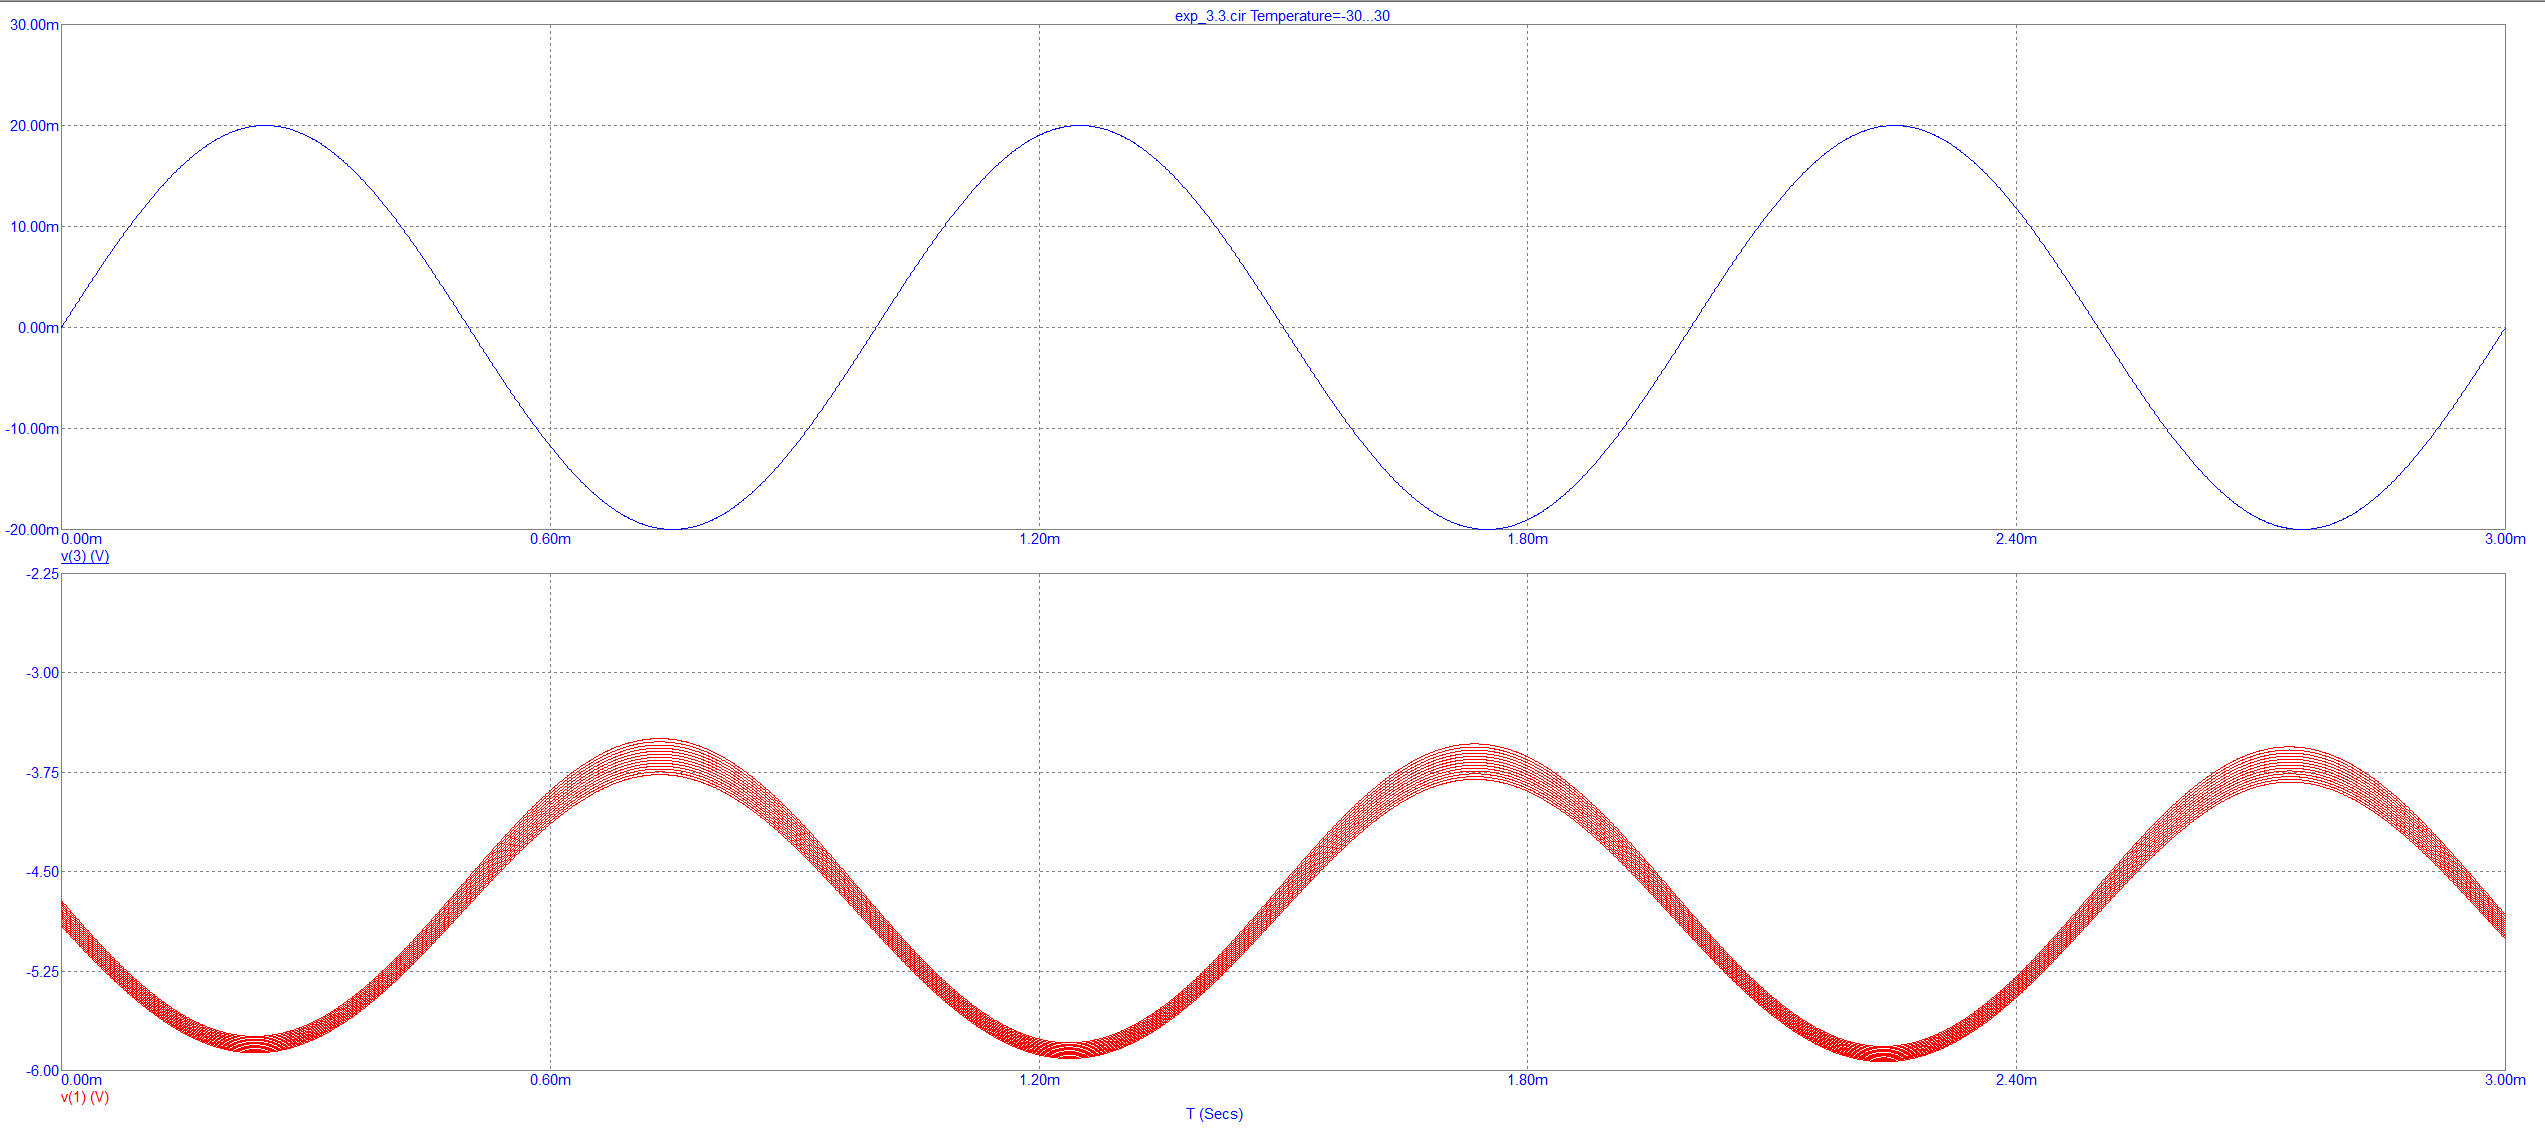 exp_3.3.cir Temperature=-30...30
30.00m
20.00m
10.00m
0.00m
-10.00m
-20.00m
0.00m 0.60m 1.20m 1.80m 2.40m 3.00m
v(3) (V)
-2.25
-3.00
-3.75
-4.50
-5.25
-6.00
0.00m 0.60m 1.20m 1.80m 2.40m 3.00m
v(1) (V)
T (Secs)